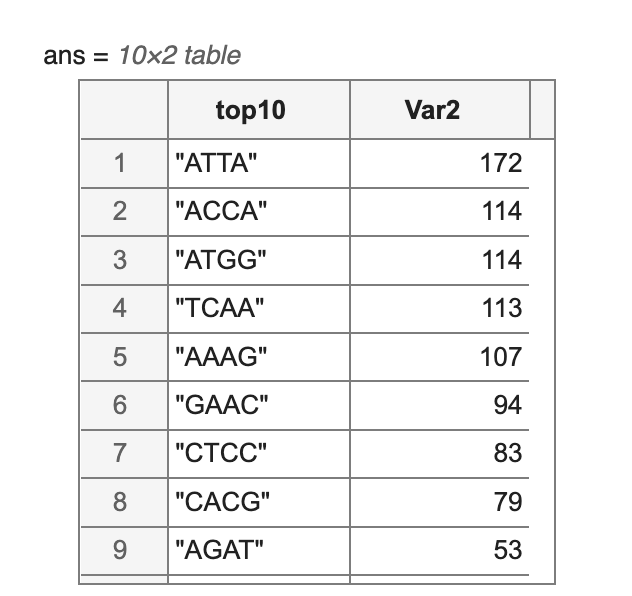 ans = 10×2 table
top10 Var2
1 "ATTA" 172
2 "ACCA" 114
3 "ATGG" 114
4 "TCAA" 113
5 "AAAG" 107
6 "GAAC" 94
7 "CTCC" 83
8 "CACG" 79
9 "AGAT" 53